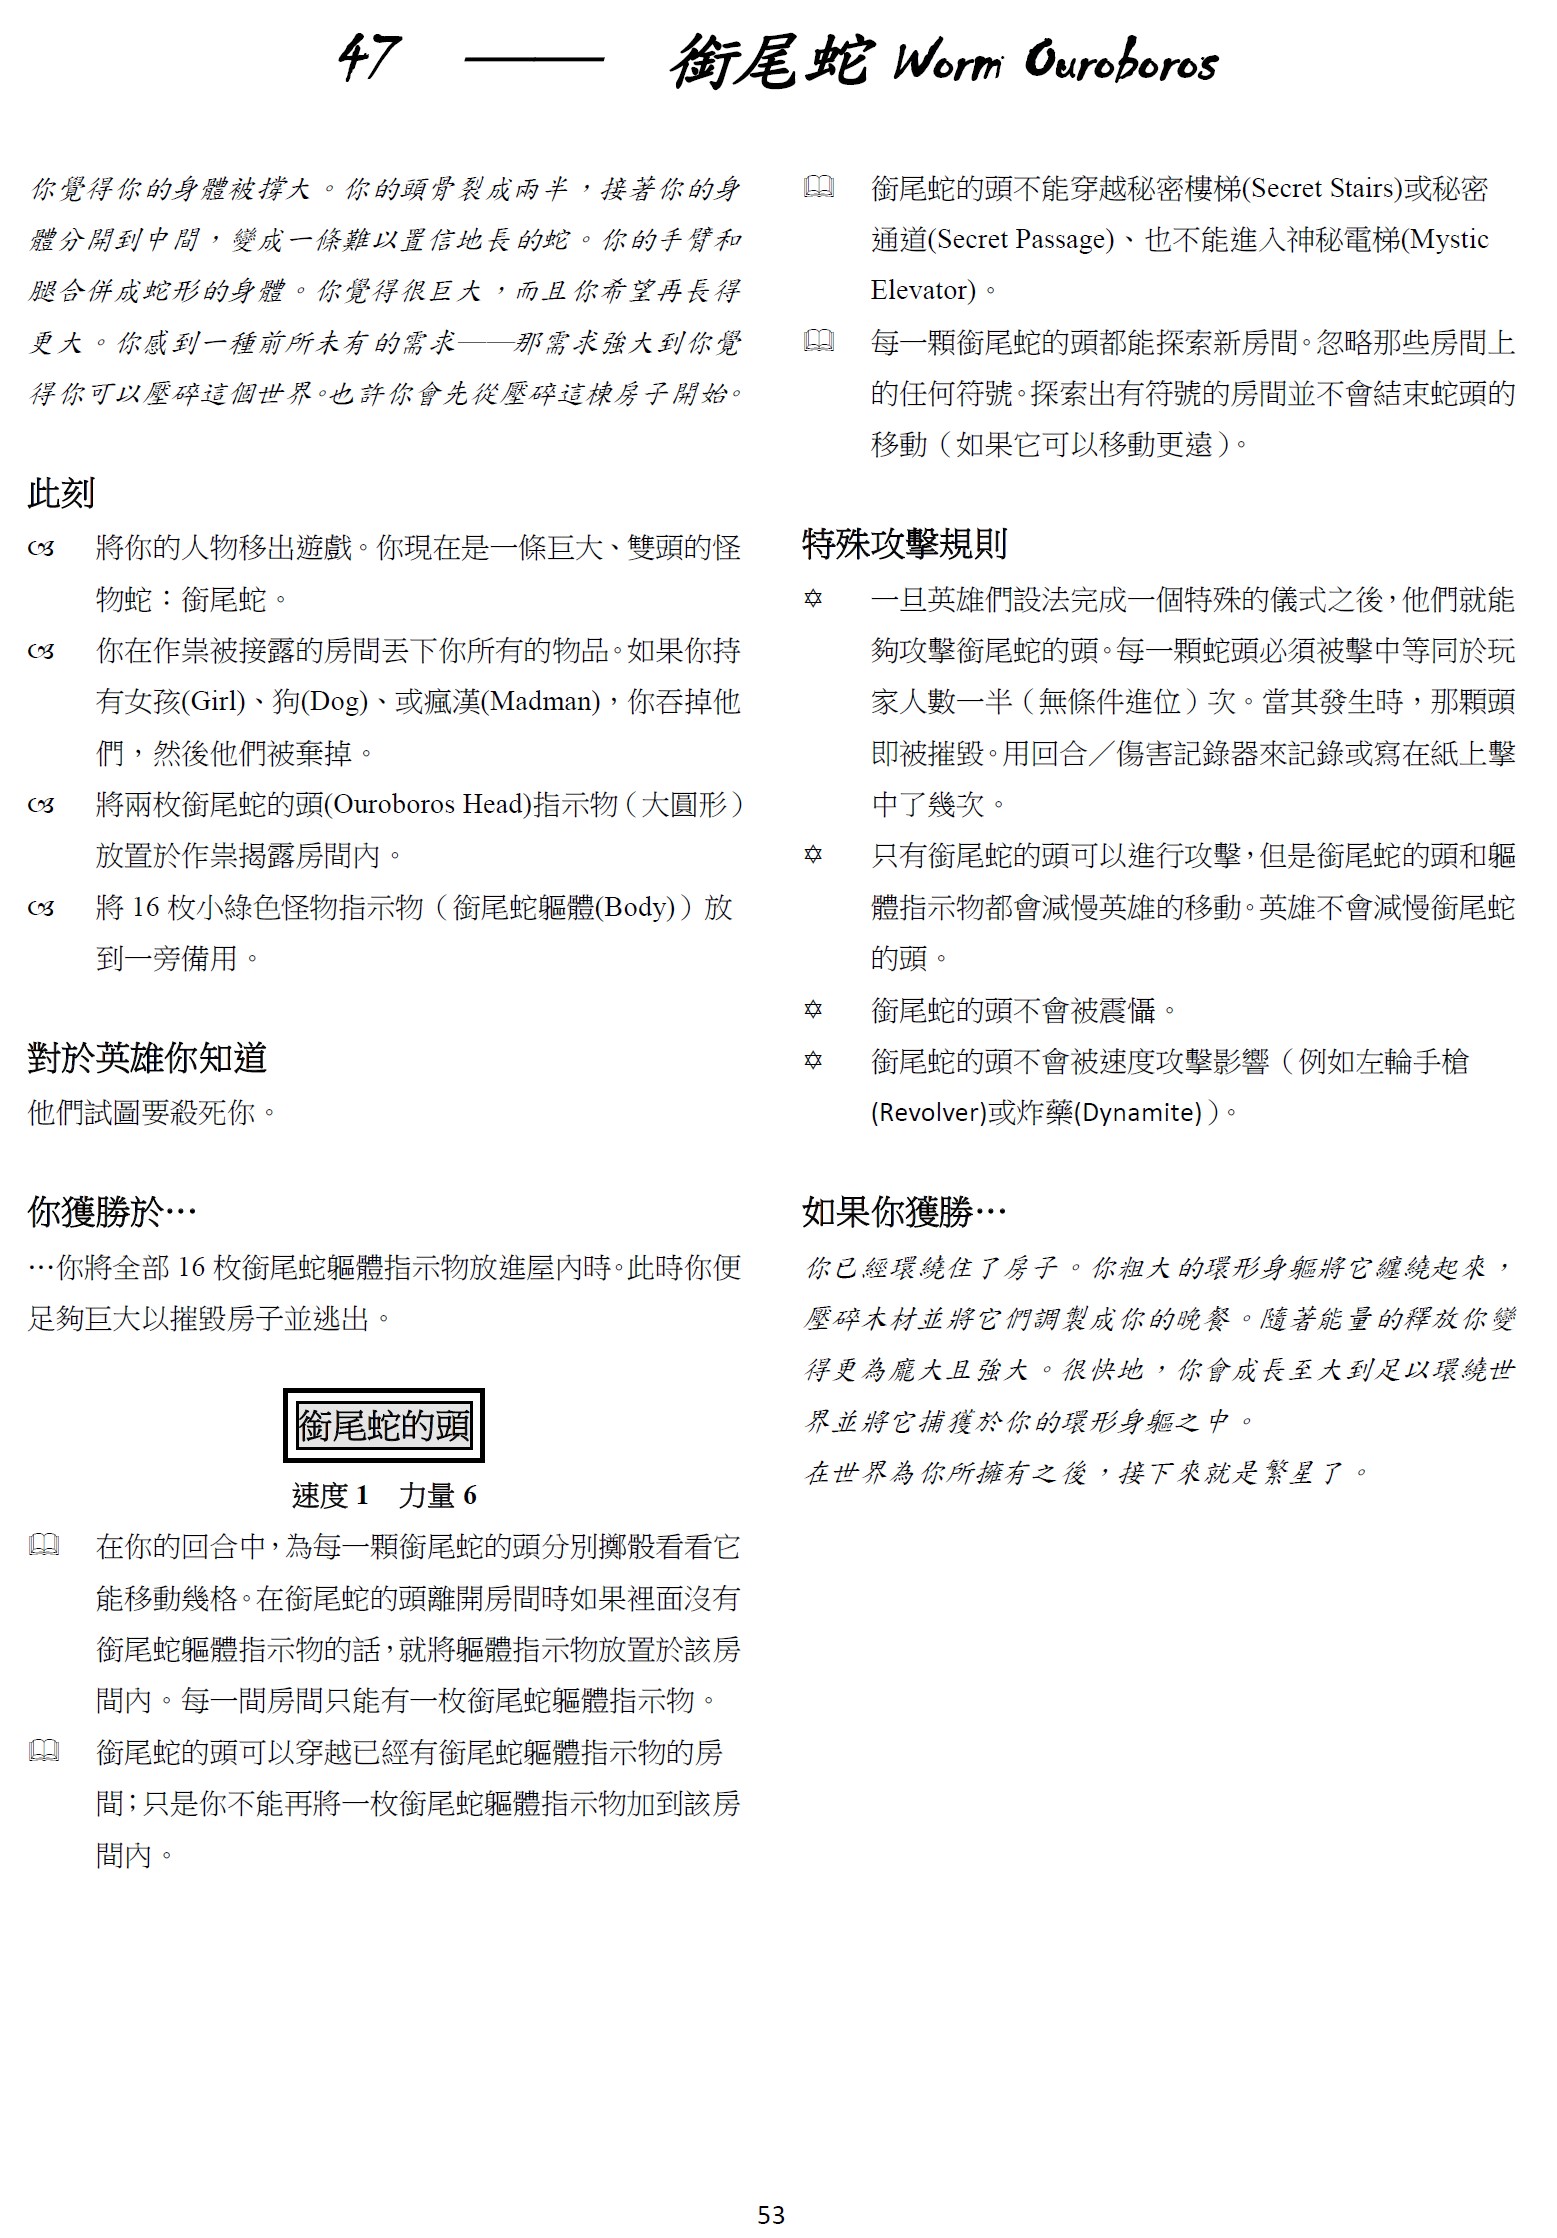 47 —— 銜尾蛇 Worm Ouroboros
你覺得你的身體被撐大。你的頭骨裂成兩半，接著你的身
體分開到中間，變成一條難以置信地長的蛇。你的手臂和
腿合併成蛇形的身體。你覺得很巨大，而且你希望再長得
更大。你感到一種前所未有的需求——那需求強大到你覺
得你可以壓碎這個世界。也許你會先從壓碎這棟房子開始。
此刻
將你的人物移出遊戲。你現在是一條巨大、雙頭的怪
物蛇：銜尾蛇。
你在作祟被接露的房間丟下你所有的物品。如果你持
有女孩(Girl)、狗(Dog)、或瘋漢(Madman)，你吞掉他
們，然後他們被棄掉。
將兩枚銜尾蛇的頭(Ouroboros Head)指示物（大圓形）
放置於作祟揭露房間內。
將 16 枚小綠色怪物指示物（銜尾蛇軀體(Body)）放
到一旁備用。
對於英雄你知道
他們試圖要殺死你。
你獲勝於…
…你將全部 16 枚銜尾蛇軀體指示物放進屋內時。此時你便
足夠巨大以摧毀房子並逃出。
銜尾蛇的頭
速度 1 力量 6
在你的回合中，為每一顆銜尾蛇的頭分別擲骰看看它
能移動幾格。在銜尾蛇的頭離開房間時如果裡面沒有
銜尾蛇軀體指示物的話，就將軀體指示物放置於該房
間內。每一間房間只能有一枚銜尾蛇軀體指示物。
銜尾蛇的頭可以穿越已經有銜尾蛇軀體指示物的房
間；只是你不能再將一枚銜尾蛇軀體指示物加到該房
間內。
銜尾蛇的頭不能穿越秘密樓梯(Secret Stairs)或秘密
通道(Secret Passage)、也不能進入神秘電梯(Mystic
Elevator)。
每一顆銜尾蛇的頭都能探索新房間。忽略那些房間上
的任何符號。探索出有符號的房間並不會結束蛇頭的
移動（如果它可以移動更遠）。
特殊攻擊規則
一旦英雄們設法完成一個特殊的儀式之後，他們就能
夠攻擊銜尾蛇的頭。每一顆蛇頭必須被擊中等同於玩
家人數一半（無條件進位）次。當其發生時，那顆頭
即被摧毀。用回合／傷害記錄器來記錄或寫在紙上擊
中了幾次。
只有銜尾蛇的頭可以進行攻擊，但是銜尾蛇的頭和軀
體指示物都會減慢英雄的移動。英雄不會減慢銜尾蛇
的頭。
銜尾蛇的頭不會被震懾。
銜尾蛇的頭不會被速度攻擊影響（例如左輪手槍
(Revolver)或炸藥(Dynamite)）。
如果你獲勝…
你已經環繞住了房子。你粗大的環形身軀將它纏繞起來，
壓碎木材並將它們調製成你的晚餐。隨著能量的釋放你變
得更為龐大且強大。很快地，你會成長至大到足以環繞世
界並將它捕獲於你的環形身軀之中。
在世界為你所擁有之後，接下來就是繁星了。
53